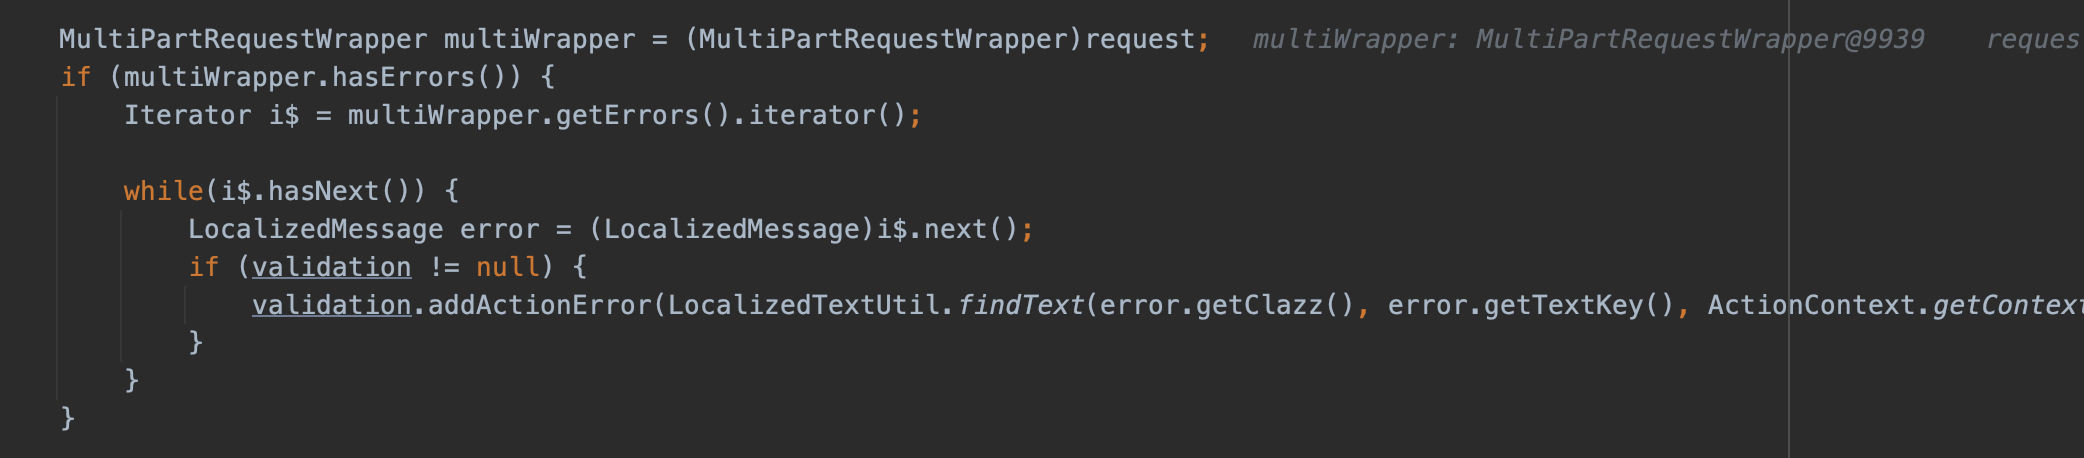 MultiPartRequestWrapper multiWrapper = (MultiPartRequestWrapper)request; multiWrapper: MultiPartRequestWrapper@9939 reques
if (multiWrapper.hasErrors()) {
Iterator i$ = multiWrapper.getErrors().iterator();
while(i$.hasNext()) {
LocalizedMessage error = (LocalizedMessage)i$.next();
if (validation != null) {
validation.addActionError(LocalizedTextUtil.findText(error.getClazz(), error.getTextKey(), ActionContext.getContext
}
}
}